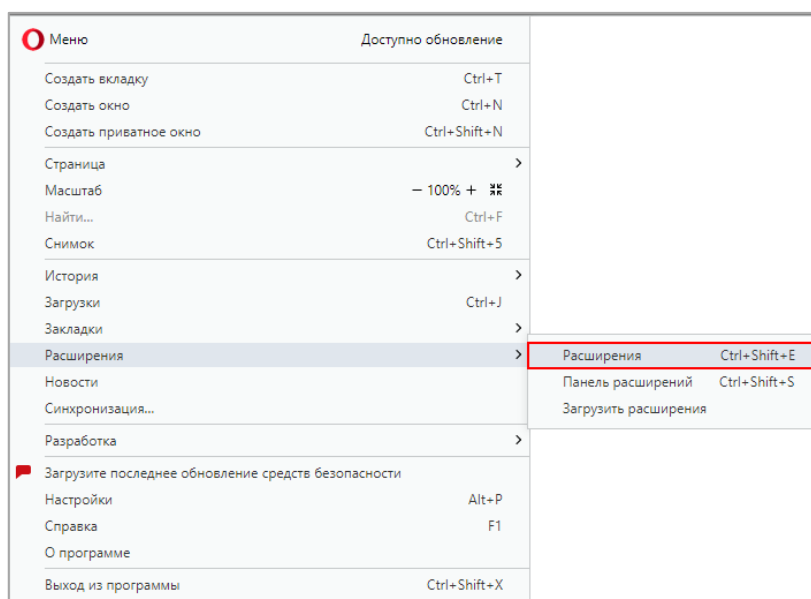 Меню Доступно обновление
Создать вкладку Ctrl+T
Создать окно Ctrl+N
Создать приватное окно Ctrl+Shift+N
Страница
Масштаб — 100% +
Найти... Ctrl+F
Снимок Ctrl+Shift+5
История
Загрузки Ctrl+J
Закладки
Расширения
Расширения Ctrl+Shift+E
Новости
Панель расширений Ctrl+Shift+S
Синхронизация...
Загрузить расширения
Разработка
Загрузите последнее обновление средств безопасности
Настройки Alt+P
Справка F1
О программе
Выход из программы Ctrl+Shift+X